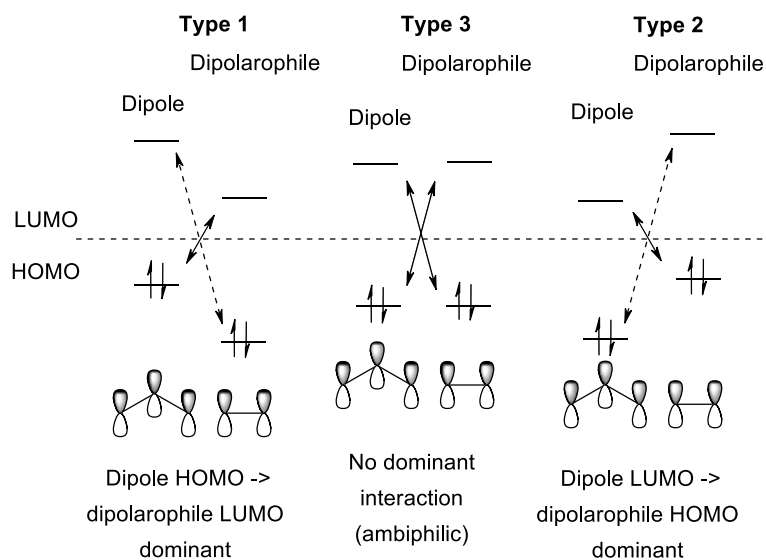 Type 1
Type 3
Type 2
Dipolarophile
Dipolarophile
Dipolarophile
Dipole
Dipole
Dipole
LUMO
HOMO
Dipole HOMO ->
dipolarophile LUMO
dominant
No dominant
interaction
(ambiphilic)
Dipole LUMO ->
dipolarophile HOMO
dominant